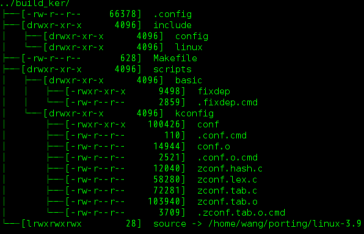 ../build_ker/
├──[-rw-r--r--    66378]  .config
├──[drwxr-xr-x     4096]  include
│   ├──[drwxr-xr-x     4096]  config
│   └──[drwxr-xr-x     4096]  linux
├──[-rw-r--r--      628]  Makefile
├──[drwxr-xr-x     4096]  scripts
│   ├──[drwxr-xr-x     4096]  basic
│   │   ├──[-rwxr-xr-x     9498]  fixdep
│   │   └──[-rw-r--r--     2859]  .fixdep.cmd
│   └──[drwxr-xr-x     4096]  kconfig
│       ├──[-rwxr-xr-x   100426]  conf
│       ├──[-rw-r--r--      110]  .conf.cmd
│       ├──[-rw-r--r--    14944]  conf.o
│       ├──[-rw-r--r--     2521]  .conf.o.cmd
│       ├──[-rw-r--r--    12040]  zconf.hash.c
│       ├──[-rw-r--r--    58280]  zconf.lex.c
│       ├──[-rw-r--r--    72281]  zconf.tab.c
│       ├──[-rw-r--r--   103940]  zconf.tab.o
│       └──[-rw-r--r--     3709]  .zconf.tab.o.cmd
└──[lrwxrwxrwx       28]  source -> /home/wang/porting/linux-3.9